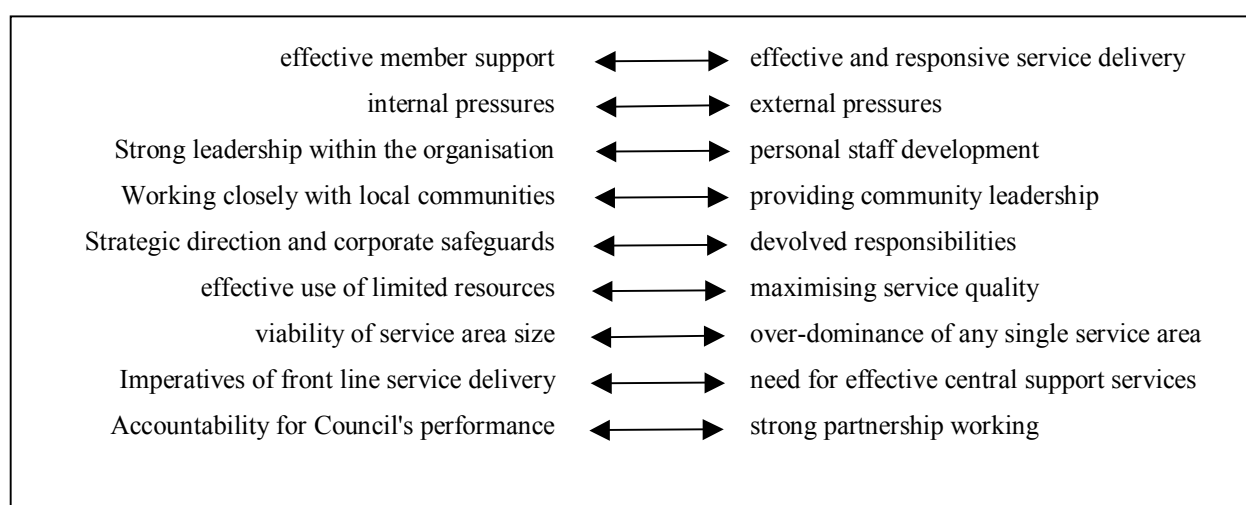 effective member support effective and responsive service delivery
internal pressures external pressures
Strong leadership within the organisation personal staff development
Working closely with local communities providing community leadership
Strategic direction and corporate safeguards devolved responsibilities
effective use of limited resources maximising service quality
viability of service area size over-dominance of any single service area
Imperatives of front line service delivery need for effective central support services
Accountability for Council's performance strong partnership working